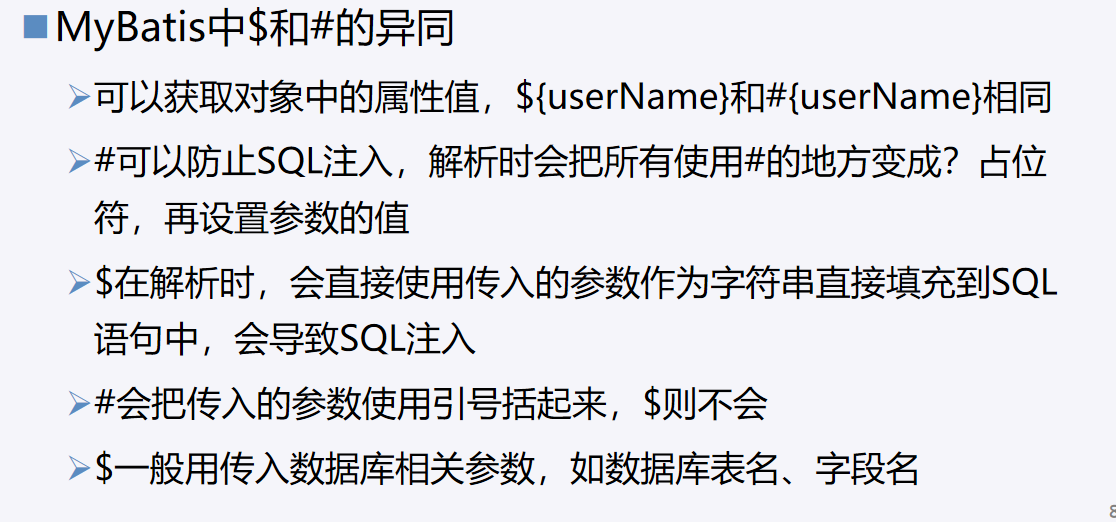 MyBatis中$和#的异同
可以获取对象中的属性值，${userName}和#{userName}相同
#可以防止SQL注入，解析时会把所有使用#的地方变成？占位
符，再设置参数的值
$在解析时，会直接使用传入的参数作为字符串直接填充到SQL
语句中，会导致SQL注入
#会把传入的参数使用引号括起来，$则不会
$一般用传入数据库相关参数，如数据库表名、字段名